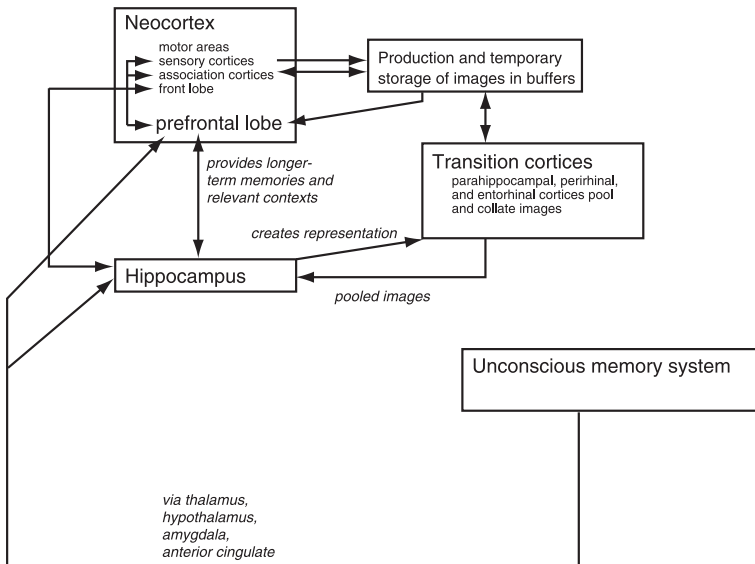 Neocortex
motor areas
sensory cortices
association cortices
front lobe
prefrontal lobe
Production and temporary
storage of images in buffers
provides longer-
term memories and
relevant contexts
Transition cortices
parahippocampal, perirhinal,
and entorhinal cortices pool
and collate images
creates representation
Hippocampus
pooled images
Unconscious memory system
via thalamus,
hypothalamus,
amygdala,
anterior cingulate